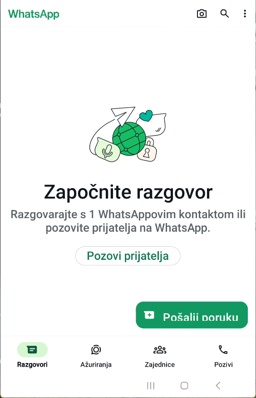 WhatsApp
Započnite razgovor
Razgovarajte s 1 WhatsAppovim kontaktom ili
pozovite prijatelja na WhatsApp.
Pozovi prijatelja
Pošalji poruku
Razgovori
Ažuriranja
Zajednice
Pozivi